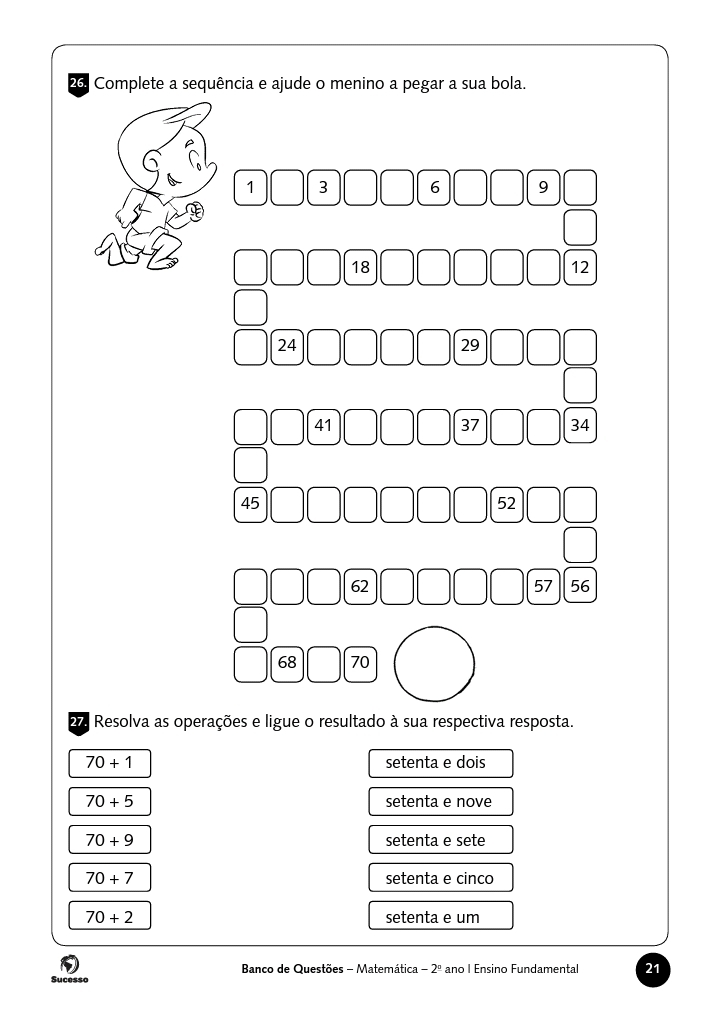 26. Complete a sequência e ajude o menino a pegar a sua bola.
1 3 6 9
18 12
24 29
41 37 34
45 52
62 57 56
68 70
27. Resolva as operações e ligue o resultado à sua respectiva resposta.
70 + 1 setenta e dois
70 + 5 setenta e nove
70 + 9 setenta e sete
70 + 7 setenta e cinco
70 + 2 setenta e um
Sucesso
Banco de Questões – Matemática – 2º ano | Ensino Fundamental
21